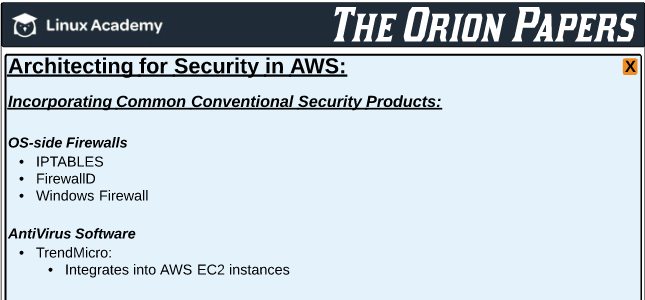 Linux Academy
THE ORION PAPERS
Architecting for Security in AWS:
X
Incorporating Common Conventional Security Products:
OS-side Firewalls
• IPTABLES
• FirewallD
• Windows Firewall
AntiVirus Software
• TrendMicro:
• Integrates into AWS EC2 instances